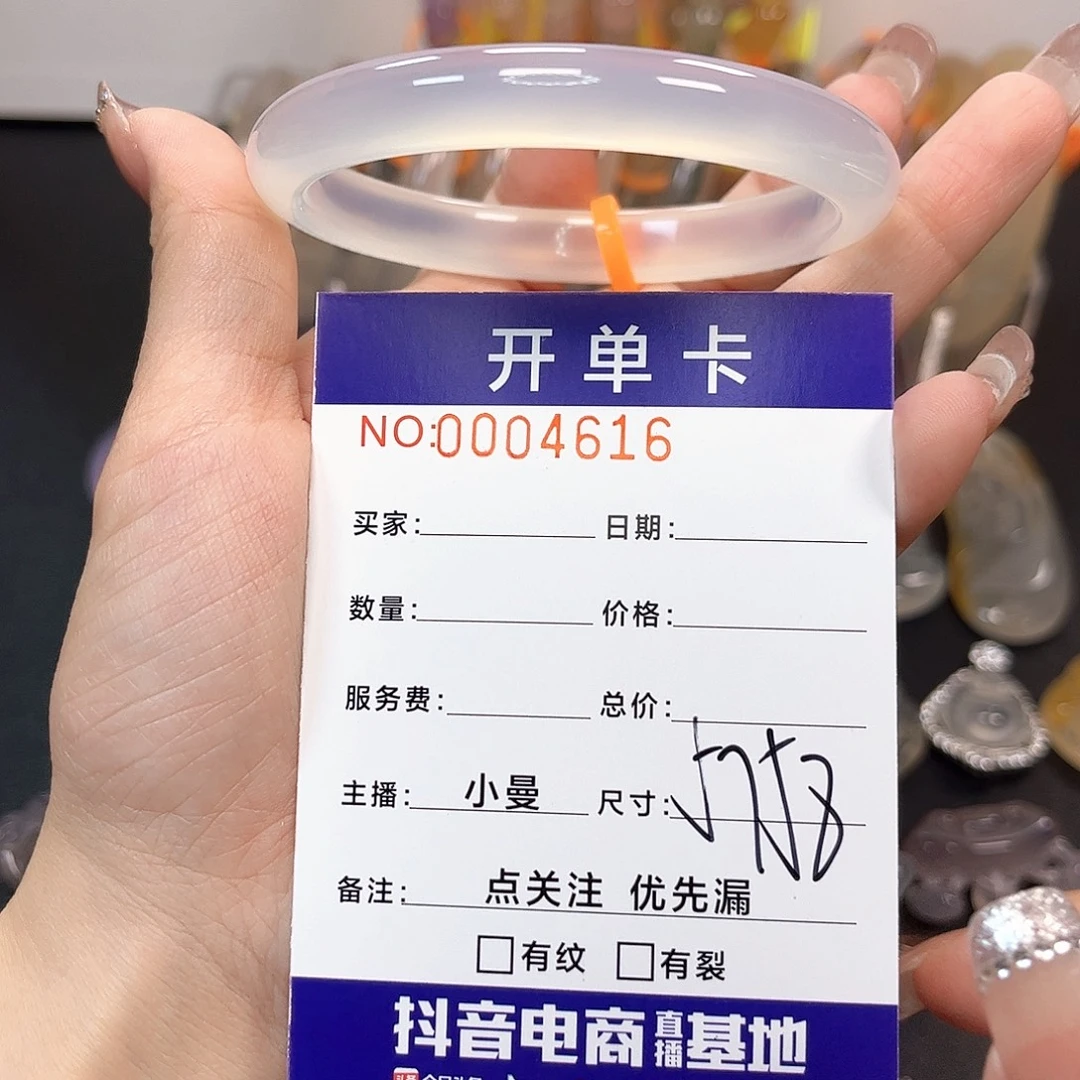 开单卡
NO:0004616
买家: 日期:
数量: 价格:
服务费: 总价:
主播: 小曼 尺寸:
备注: 点关注 优先漏
□有纹 □有裂
抖音电商直播基地